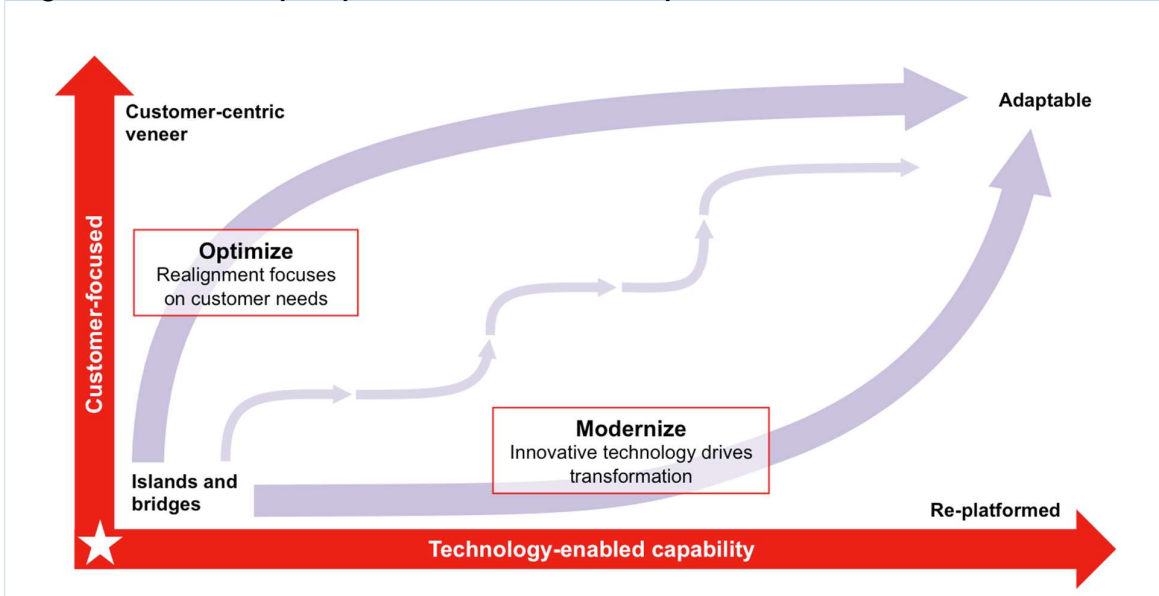 Customer-centric
veneer
Adaptable
Customer-focused
Optimize
Realignment focuses
on customer needs
Modernize
Innovative technology drives
transformation
Islands and
bridges
Re-platformed
Technology-enabled capability